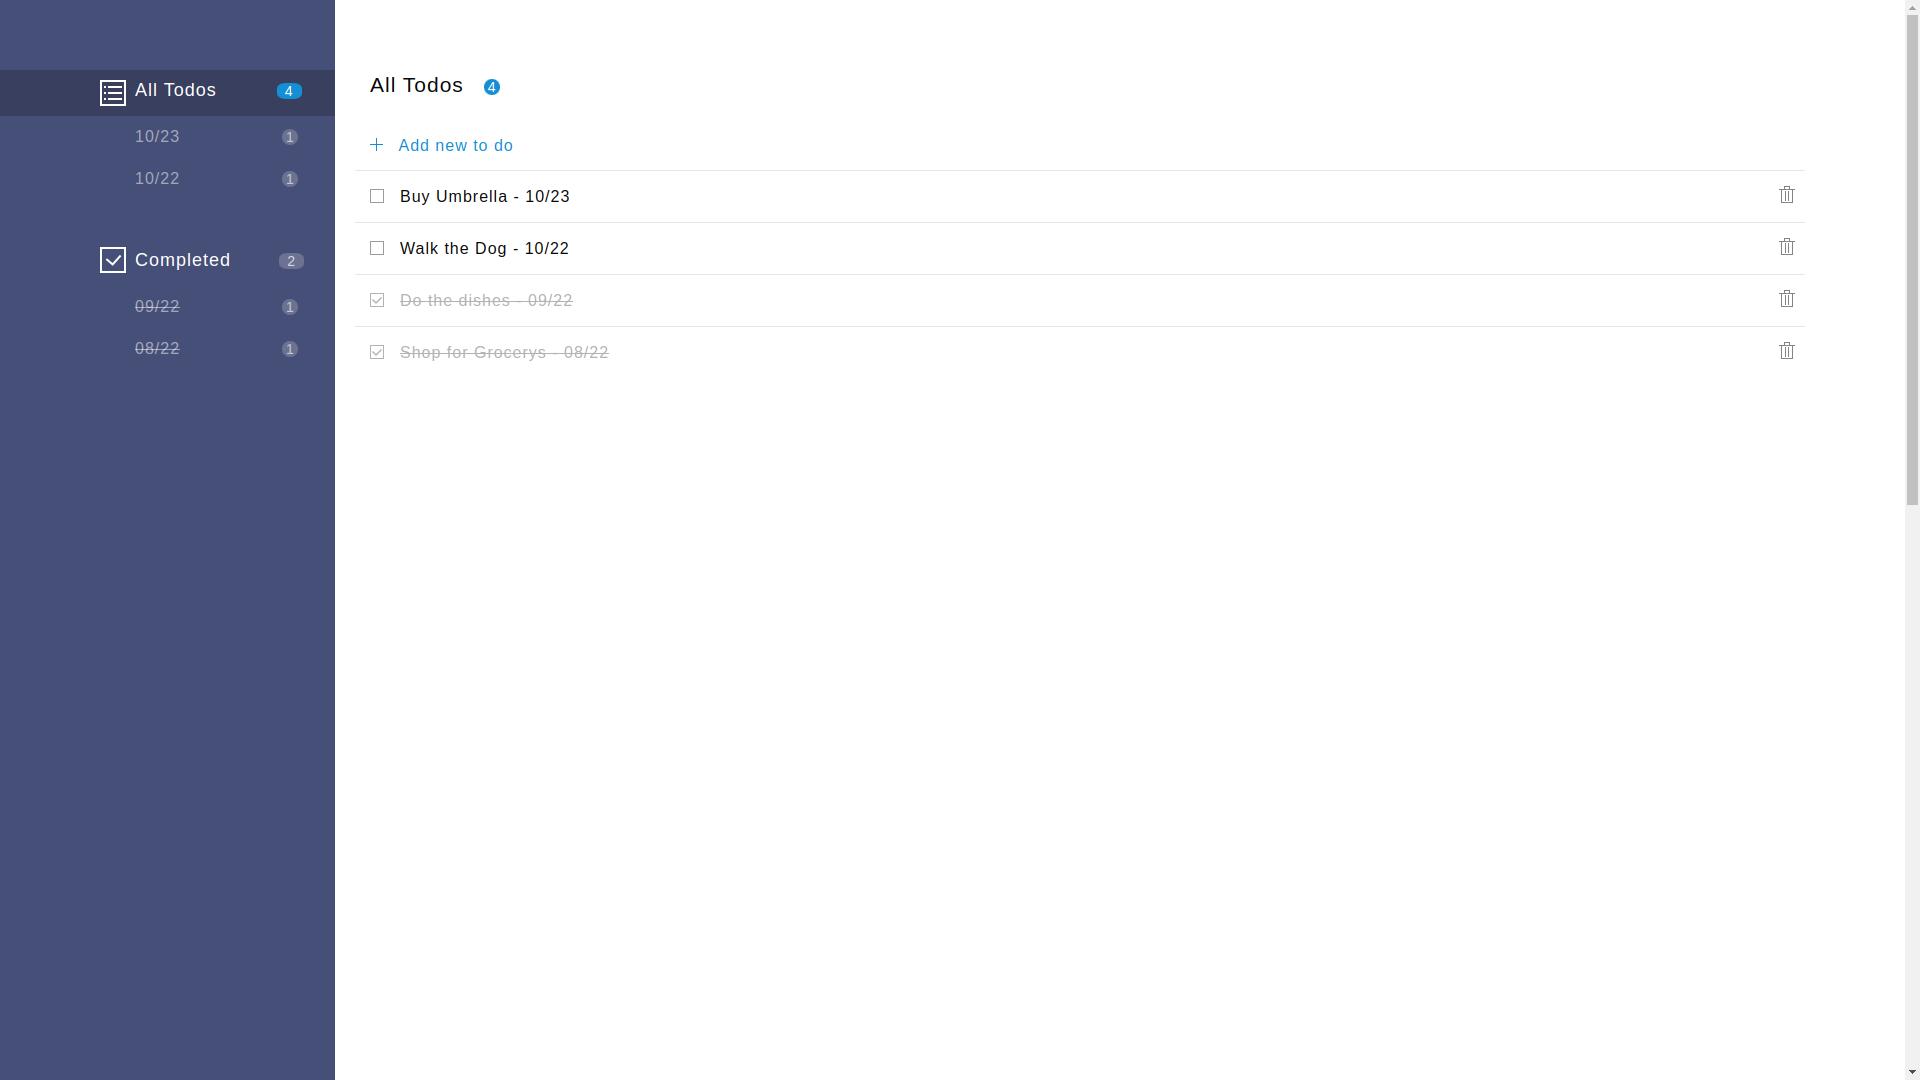 All Todos 4
10/23 1
10/22 1
Completed 2
09/22 1
08/22 1
All Todos 4
+ Add new to do
Buy Umbrella - 10/23
Walk the Dog - 10/22
Do the dishes - 09/22
Shop for Grocerys - 08/22